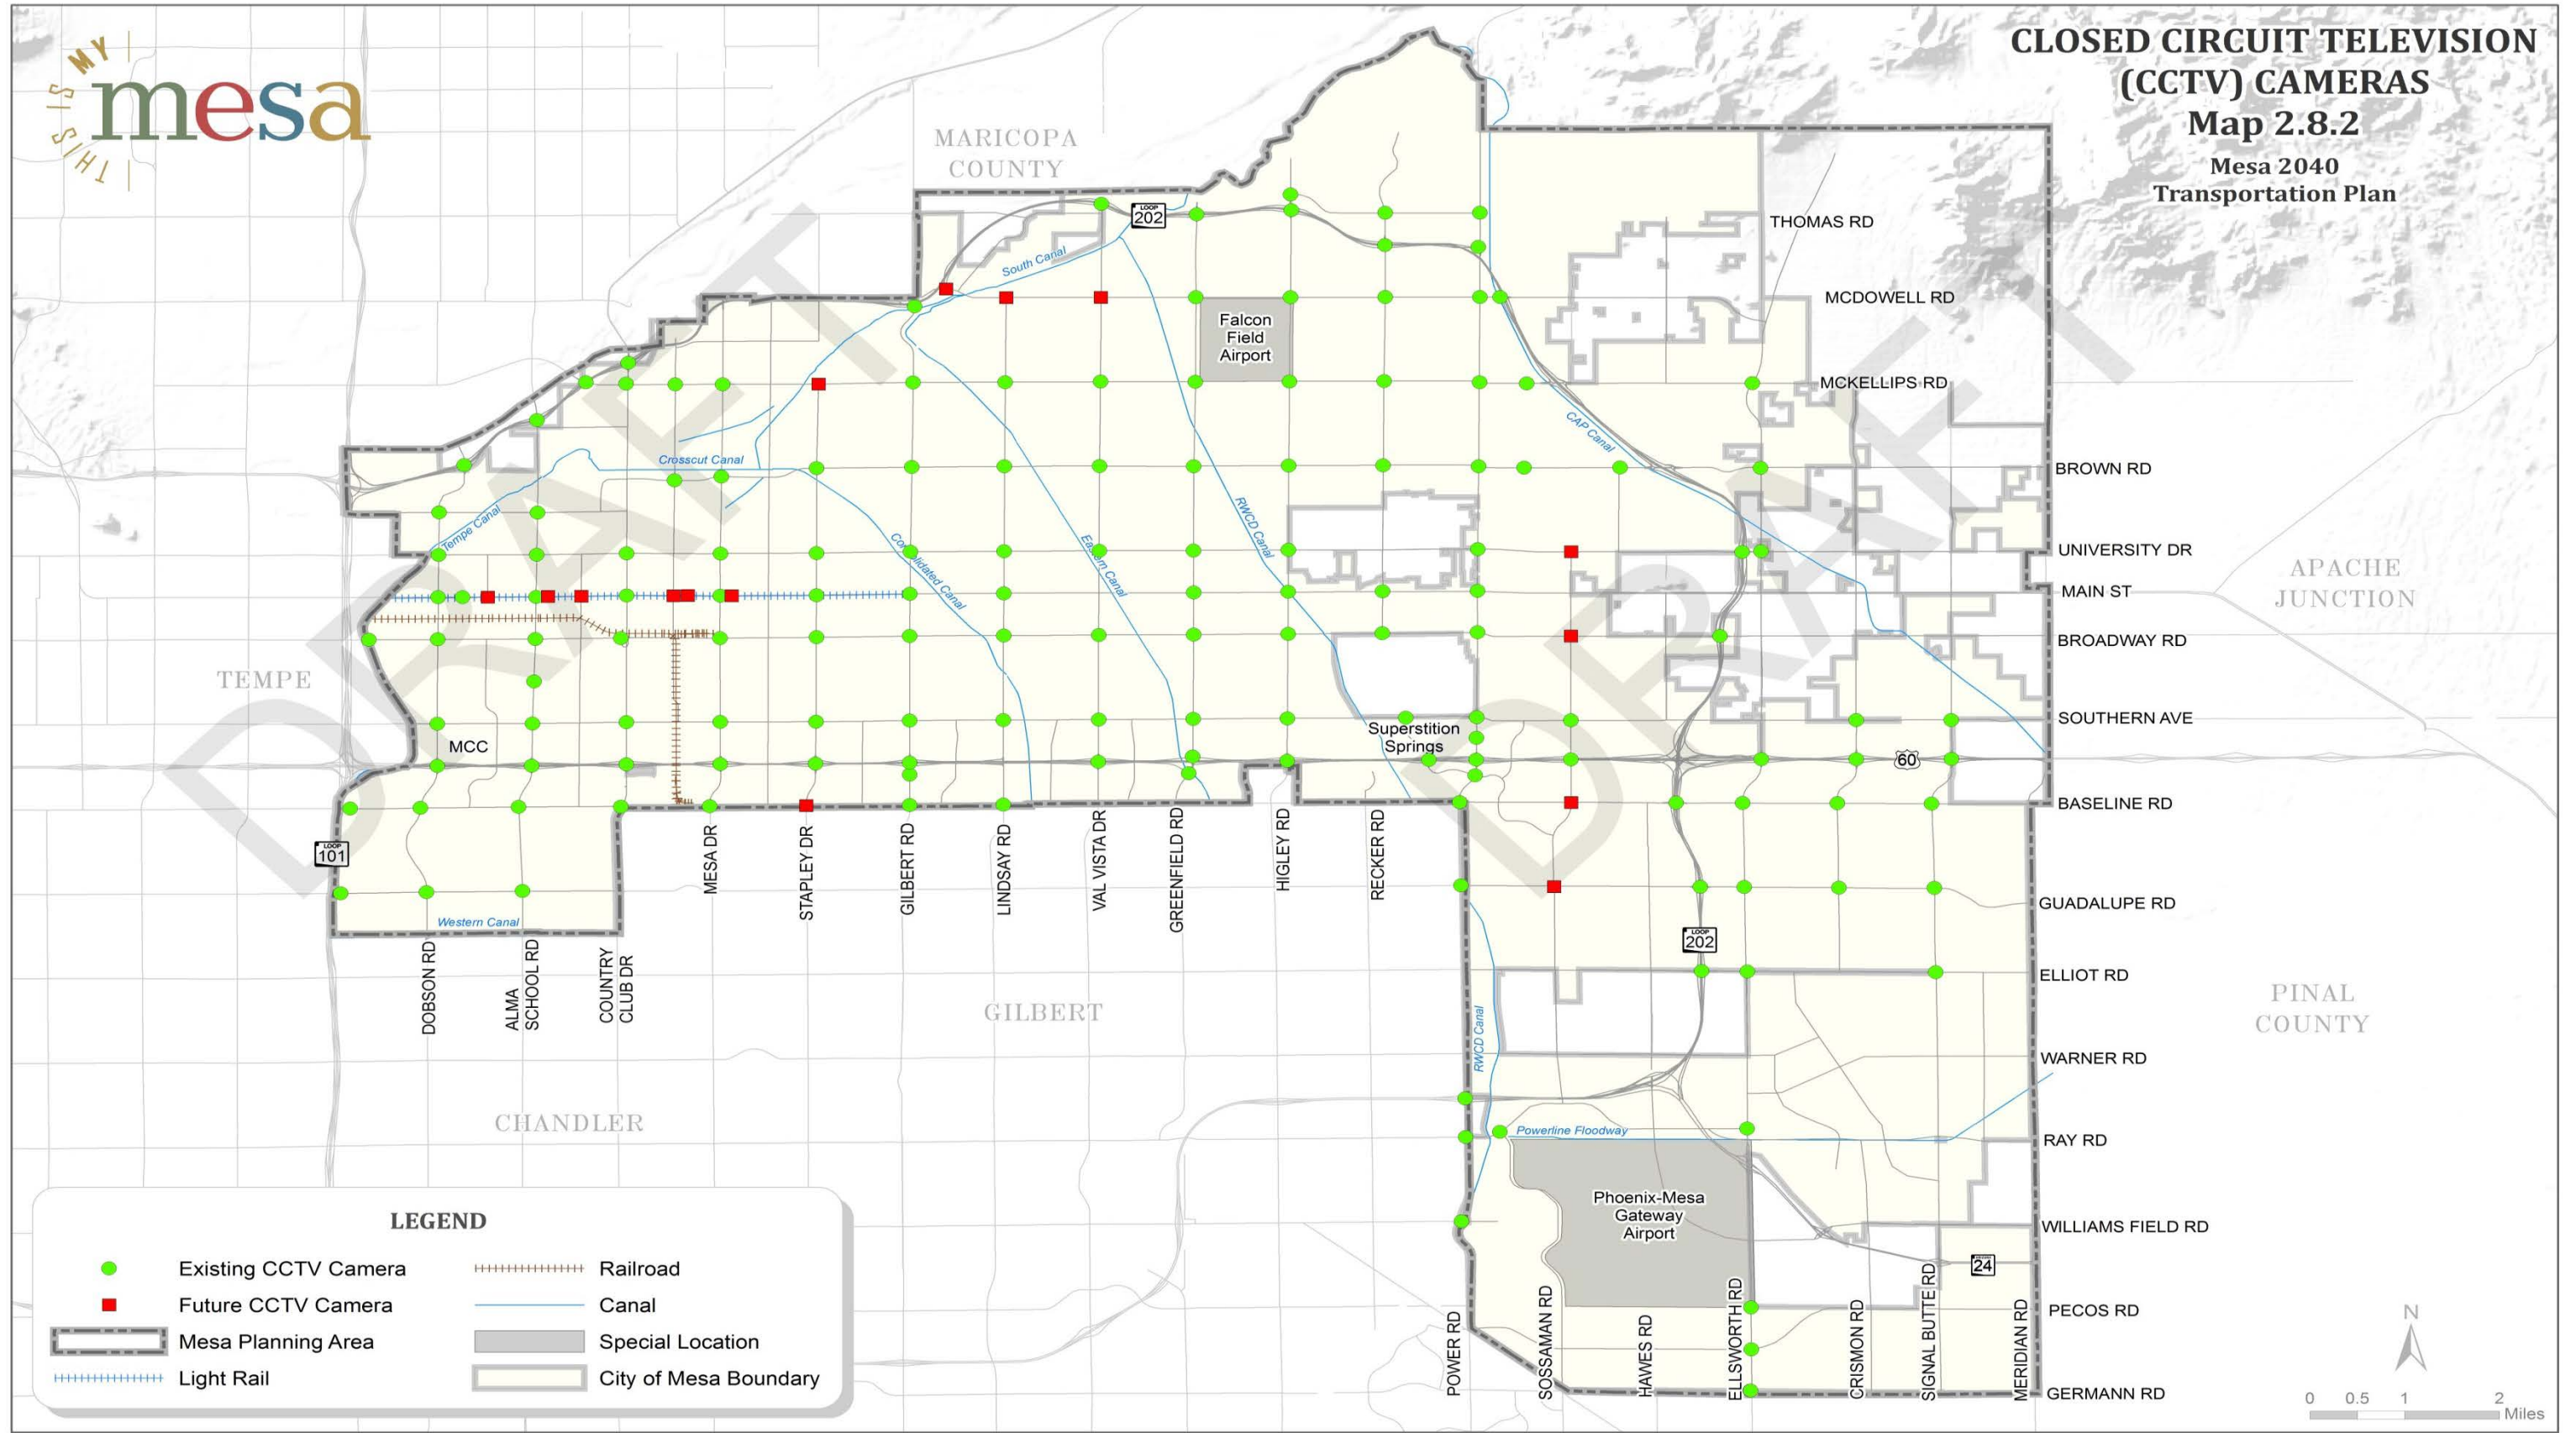 THIS IS MY
mesa
CLOSED CIRCUIT TELEVISION
(CCTV) CAMERAS
Map 2.8.2
Mesa 2040
Transportation Plan
MARICOPA
COUNTY
LOOP
202
THOMAS RD
South Canal
MCDOWELL RD
Falcon
Field
Airport
MCKELLIPS RD
CAP Canal
Crosscut Canal
BROWN RD
Tempe Canal
RWCD Canal
Consolidated Canal
Eastern Canal
UNIVERSITY DR
APACHE
JUNCTION
MAIN ST
BROADWAY RD
TEMPE
DRAFT
DRAFT
SOUTHERN AVE
MCC
Superstition
Springs
60
BASELINE RD
LOOP
101
MESA DR
STAPLEY DR
GILBERT RD
LINDSAY RD
VAL VISTA DR
GREENFIELD RD
HIGLEY RD
RECKER RD
GUADALUPE RD
Western Canal
LOOP
202
DOBSON RD
ALMA
SCHOOL RD
COUNTRY
CLUB DR
ELLIOT RD
GILBERT
PINAL
COUNTY
RWCD Canal
WARNER RD
CHANDLER
Powerline Floodway
RAY RD
Phoenix-Mesa
Gateway
Airport
WILLIAMS FIELD RD
24
PECOS RD
POWER RD
SOSSAMAN RD
HAWES RD
ELLSWORTH RD
CRISMON RD
SIGNAL BUTTE RD
MERIDIAN RD
GERMANN RD
LEGEND
Existing CCTV Camera
Future CCTV Camera
Mesa Planning Area
Light Rail
Railroad
Canal
Special Location
City of Mesa Boundary
N
0 0.5 1 2
Miles